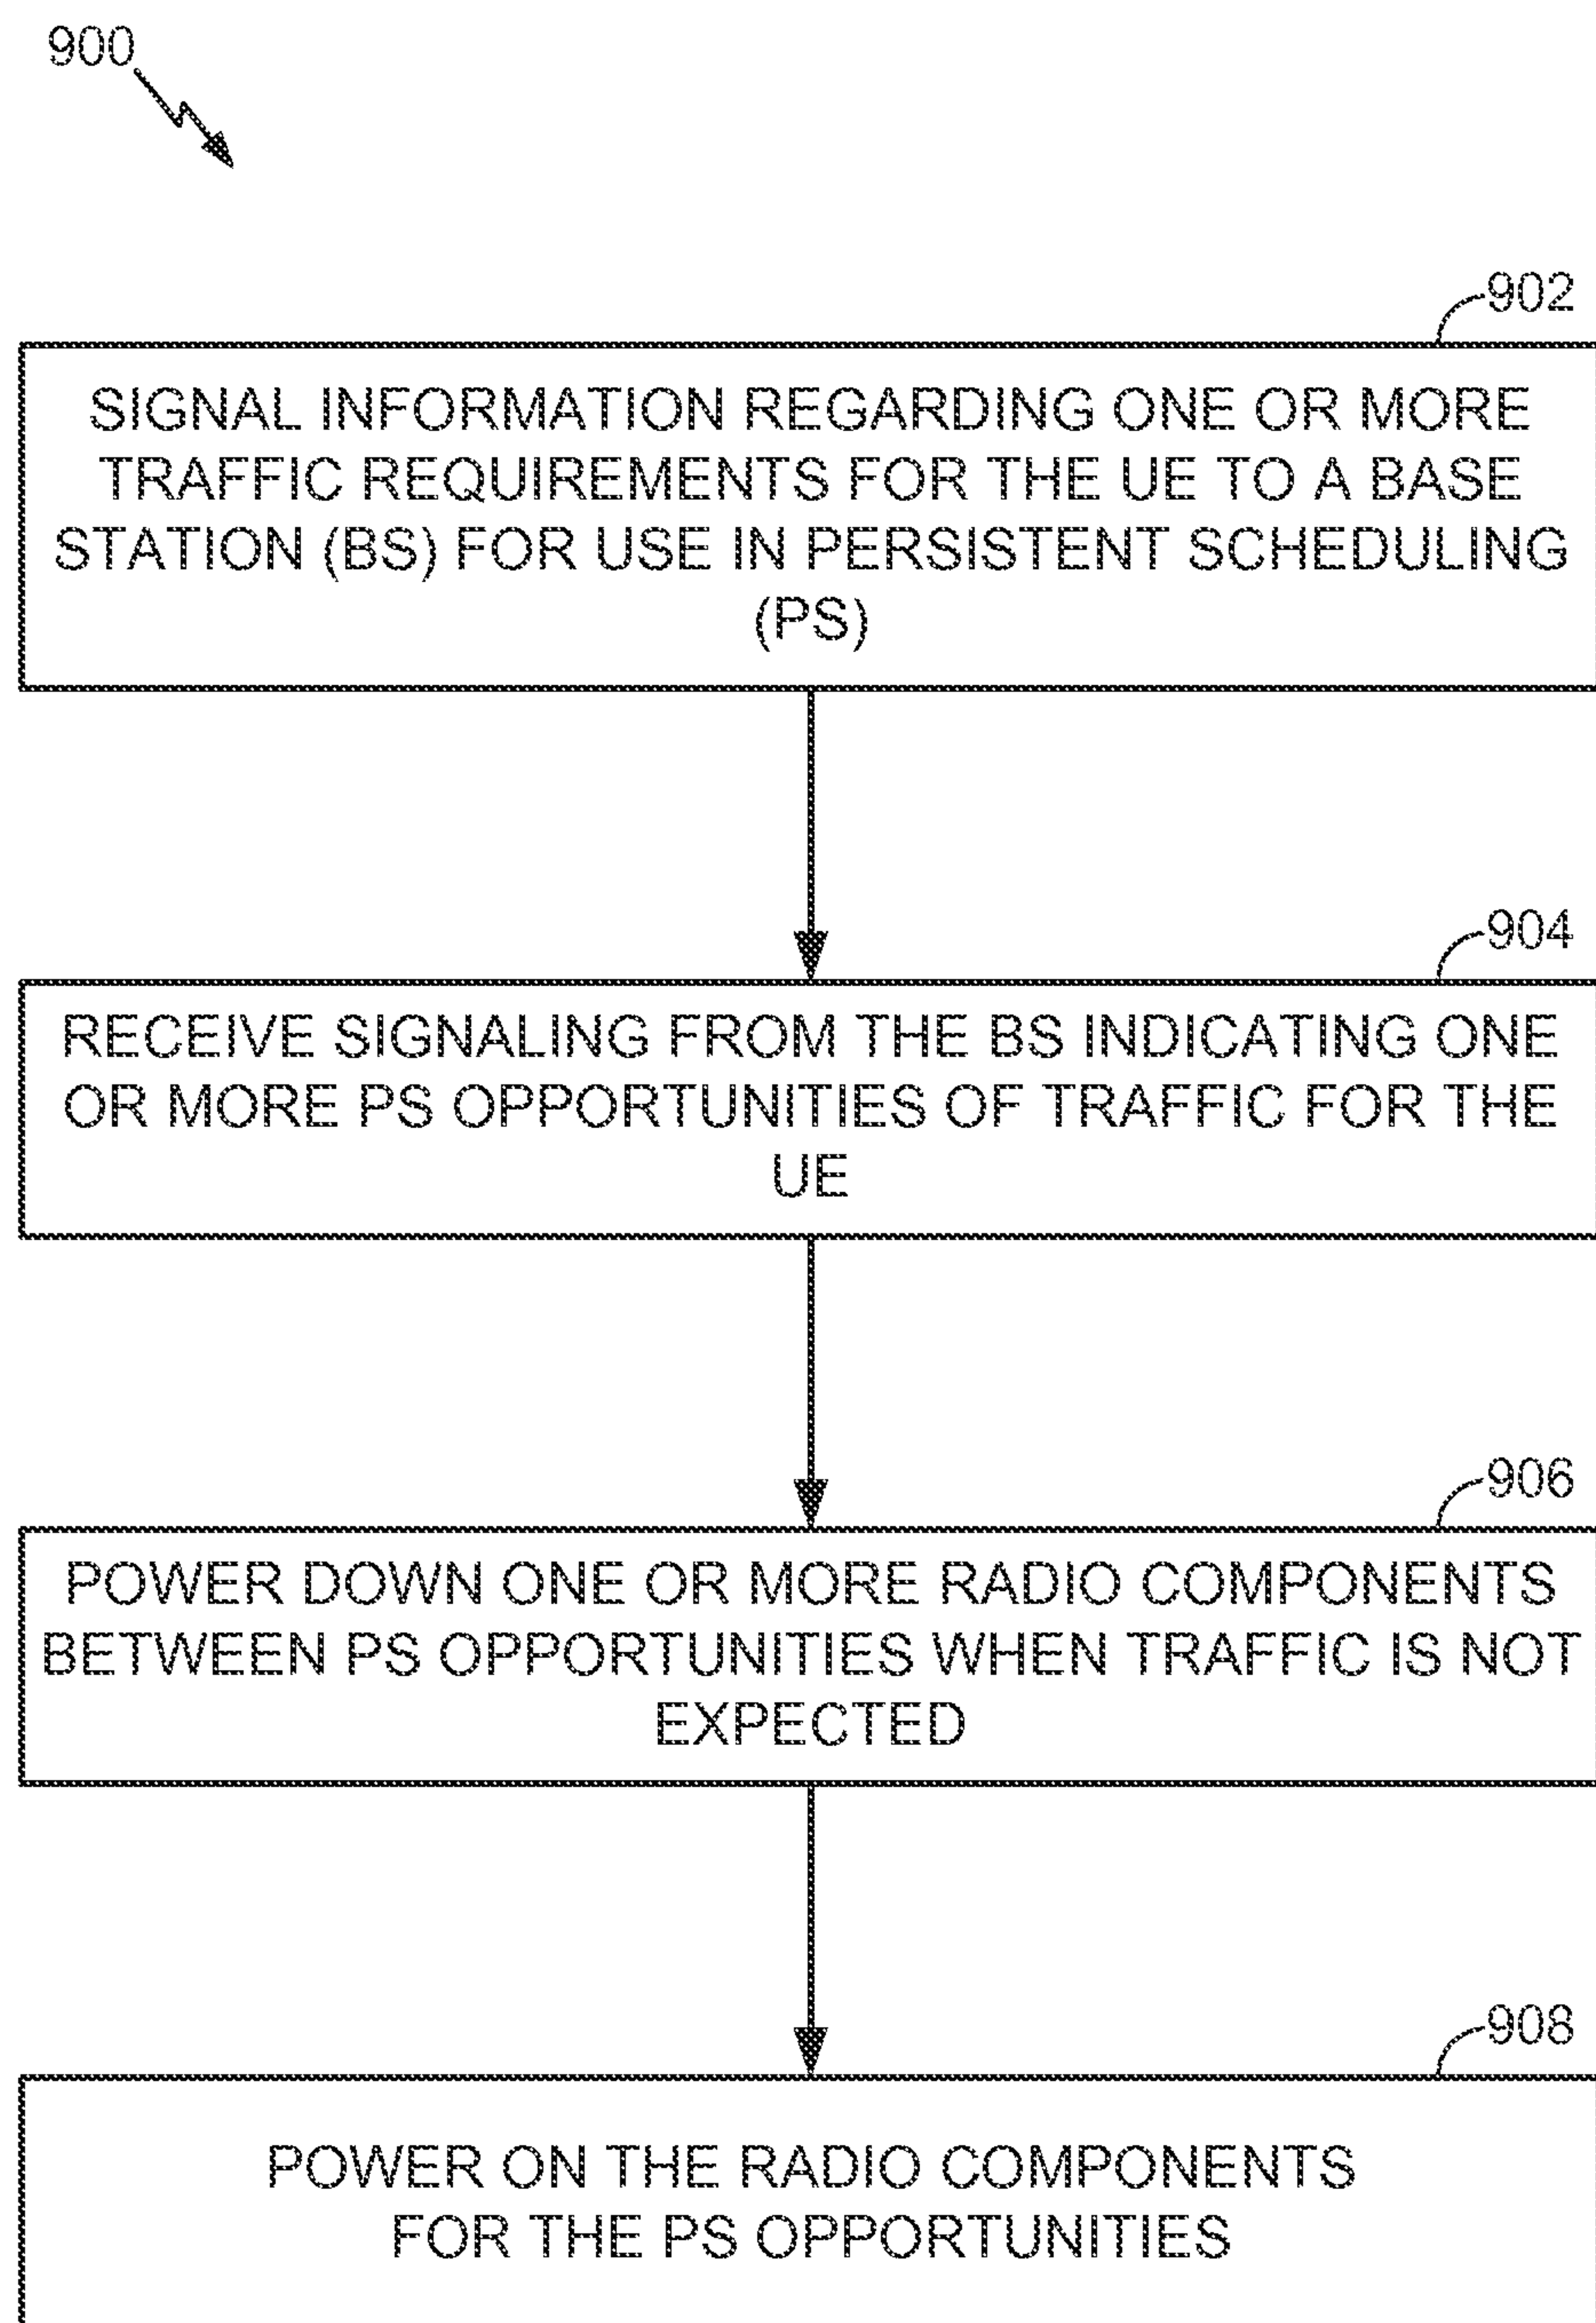 900
902
SIGNAL INFORMATION REGARDING ONE OR MORE
TRAFFIC REQUIREMENTS FOR THE UE TO A BASE
STATION (BS) FOR USE IN PERSISTENT SCHEDULING
(PS)
904
RECEIVE SIGNALING FROM THE BS INDICATING ONE
OR MORE PS OPPORTUNITIES OF TRAFFIC FOR THE
UE
906
POWER DOWN ONE OR MORE RADIO COMPONENTS
BETWEEN PS OPPORTUNITIES WHEN TRAFFIC IS NOT
EXPECTED
908
POWER ON THE RADIO COMPONENTS
FOR THE PS OPPORTUNITIES